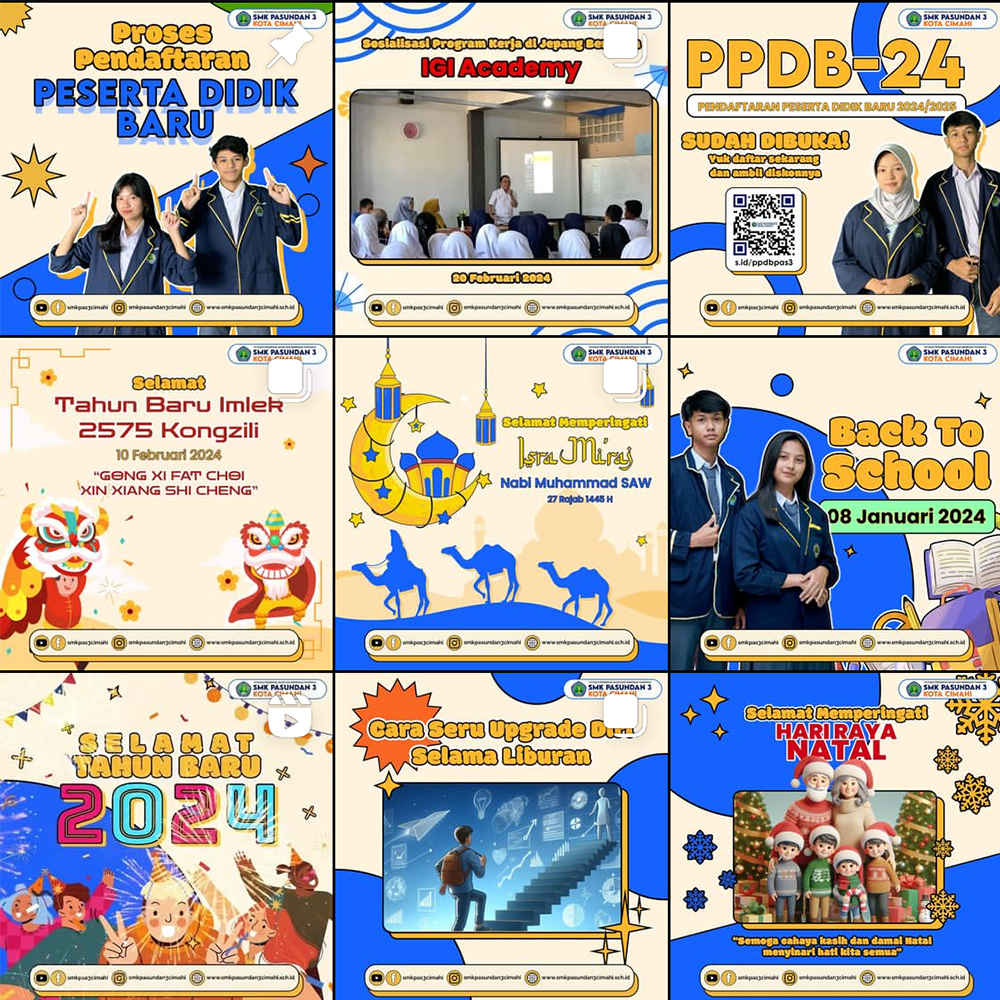 SMK PASUNDAN 3
KOTA CIMAHI
Proses
Pendaftaran
PESERTA DIDIK
BARU
smkpas3cimahi
smkpasundan3cimahi
www.smkpasundan3cimahi.sch.id
Sosialisasi Program Kerja di Jepang
IGI Academy
20 Februari 2024
smkpas3cimahi
smkpasundan3cimahi
www.smkpasundan3cimahi.sch.id
SMK PASUNDAN 3
KOTA CIMAHI
PPDB-24
PENDAFTARAN PESERTA DIDIK BARU 2024/2025
SUDAH DIBUKA!
Yuk daftar sekarang
dan ambil diskonnya
s.id/ppdbpas3
smkpas3cimahi
smkpasundan3cimahi
www.smkpasundan3cimahi.sch.id
SMK PASUNDAN 3
KOTA CIMAHI
Selamat
Tahun Baru Imlek
2575 Kongzili
10 Februari 2024
“GONG XI FAT CHOI
XIN XIANG SHI CHENG”
smkpas3cimahi
smkpasundan3cimahi
www.smkpasundan3cimahi.sch.id
SMK PASUNDAN 3
KOTA CIMAHI
Selamat Memperingati
Isra Mi'raj
Nabi Muhammad SAW
27 Rajab 1445 H
smkpas3cimahi
smkpasundan3cimahi
www.smkpasundan3cimahi.sch.id
SMK PASUNDAN 3
KOTA CIMAHI
Back To
School
08 Januari 2024
smkpas3cimahi
smkpasundan3cimahi
www.smkpasundan3cimahi.sch.id
SMK PASUNDAN 3
KOTA CIMAHI
SELAMAT
TAHUN BARU
2024
smkpas3cimahi
smkpasundan3cimahi
www.smkpasundan3cimahi.sch.id
SMK PASUNDAN 3
KOTA CIMAHI
Cara Seru Upgrade
Selama Liburan
smkpas3cimahi
smkpasundan3cimahi
www.smkpasundan3cimahi.sch.id
SMK PASUNDAN 3
KOTA CIMAHI
Selamat Memperingati
HARI RAYA
NATAL
“Semoga cahaya kasih dan damai Natal
menyinari hati kita semua”
smkpas3cimahi
smkpasundan3cimahi
www.smkpasundan3cimahi.sch.id